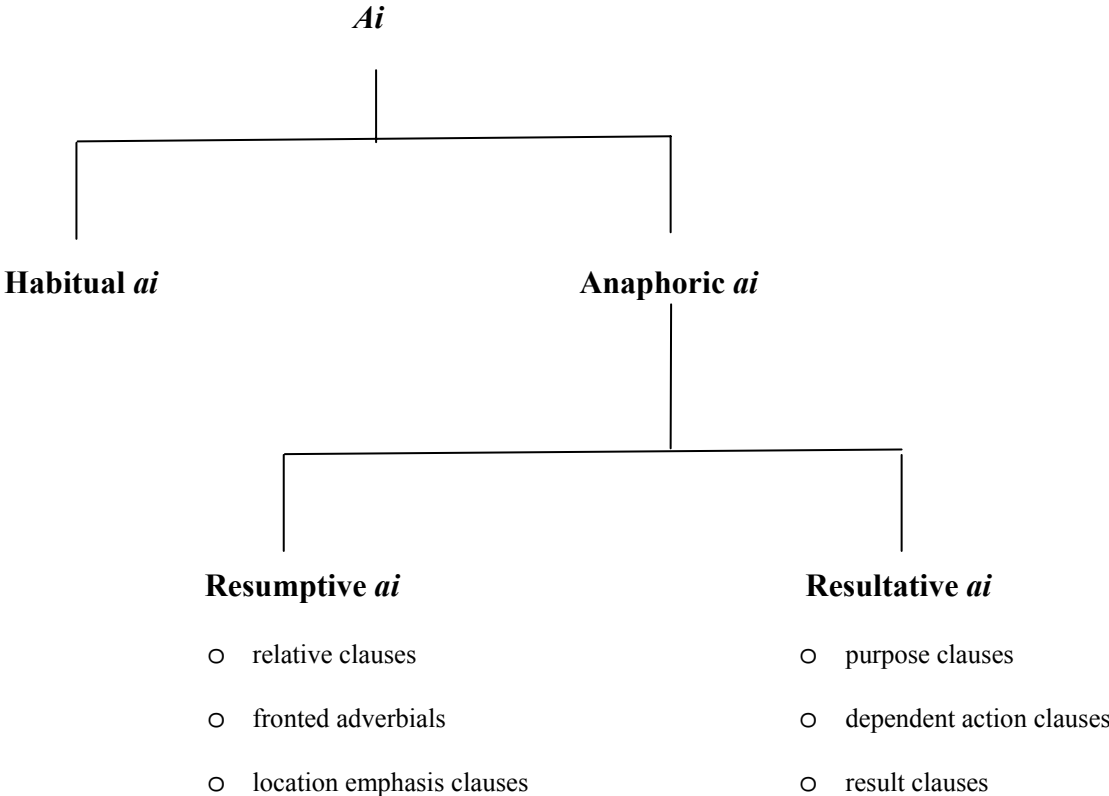 Ai
Habitual ai
Anaphoric ai
Resumptive ai
Resultative ai
o relative clauses
o purpose clauses
o fronted adverbials
o dependent action clauses
o location emphasis clauses
o result clauses